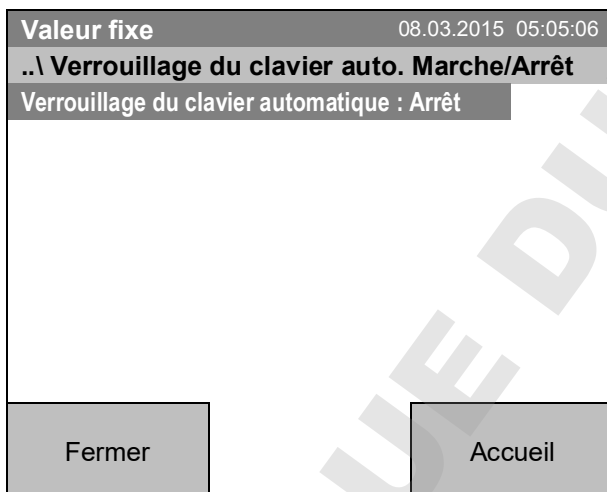 Valeur fixe 08.03.2015 05:05:06
..\ Verrouillage du clavier auto. Marche/Arrêt
Verrouillage du clavier automatique : Arrêt
Fermer Accueil